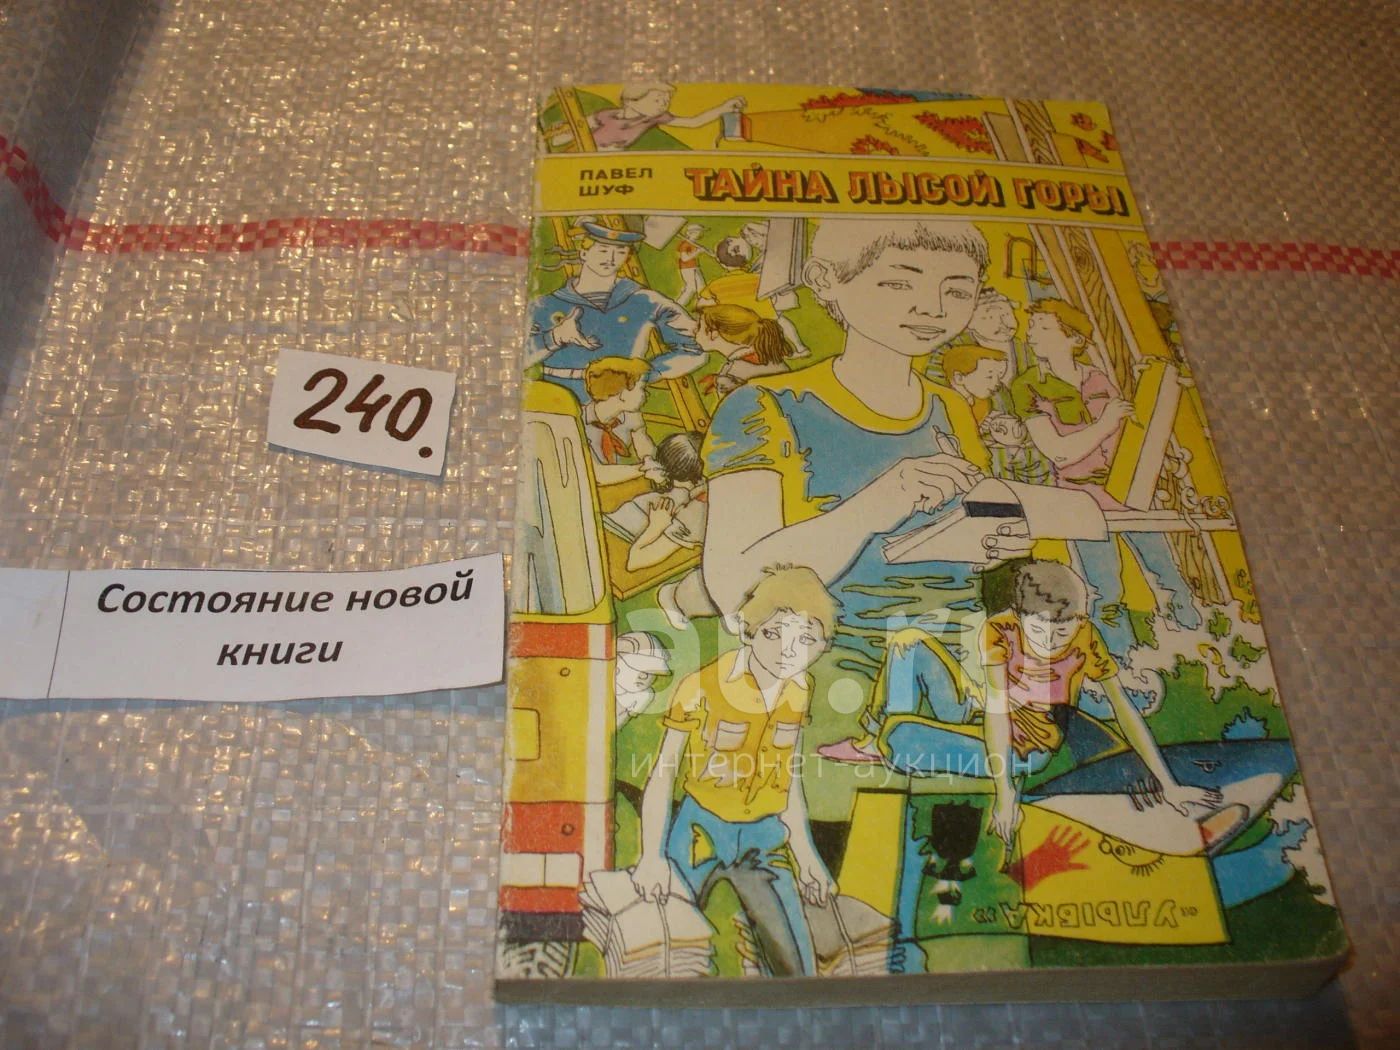 ПАВЕЛ
ШУФ
ТАЙНА ЛЫСОЙ ГОРЫ
240.
Состояние новой
книги
au.ru
интернет-аукцион
"УЛЫБКА"